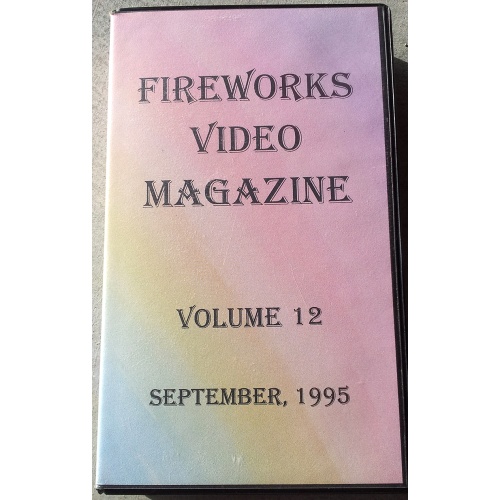 FIREWORKS
VIDEO
MAGAZINE
VOLUME 12
SEPTEMBER, 1995